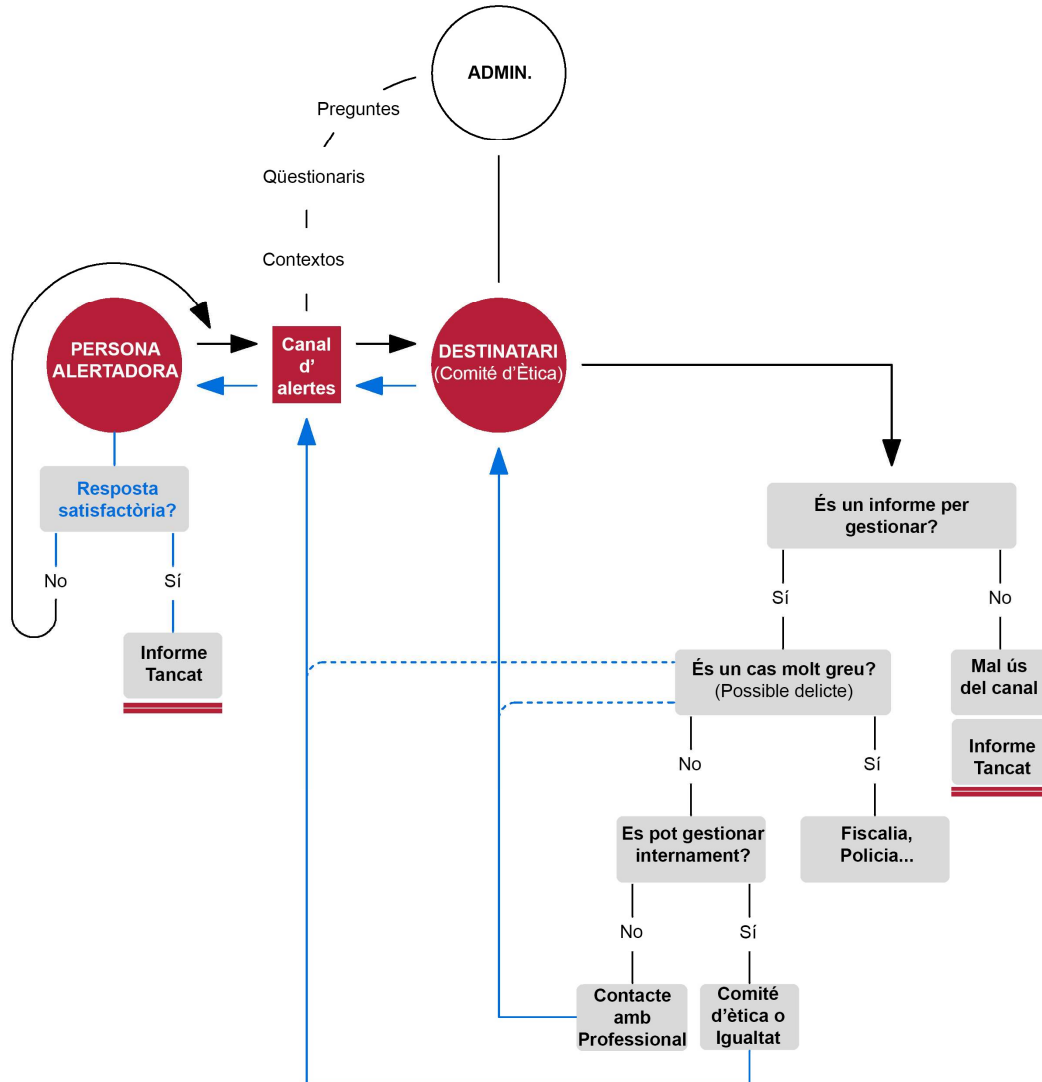 ADMIN.
Preguntes
Qüestionaris
Contextos
PERSONA
ALERTADORA
Canal
d’
alertes
DESTINATARI
(Comité d’Ètica)
Resposta
satisfactòria?
No
Sí
Informe
Tancat
És un informe per
gestionar?
Sí
No
És un cas molt greu?
(Possible delicte)
Mal ús
del canal
Informe
Tancat
No
Sí
Es pot gestionar
internament?
Fiscalia,
Policia...
No
Sí
Contacte
amb
Professional
Comité
d’ètica o
Igualtat